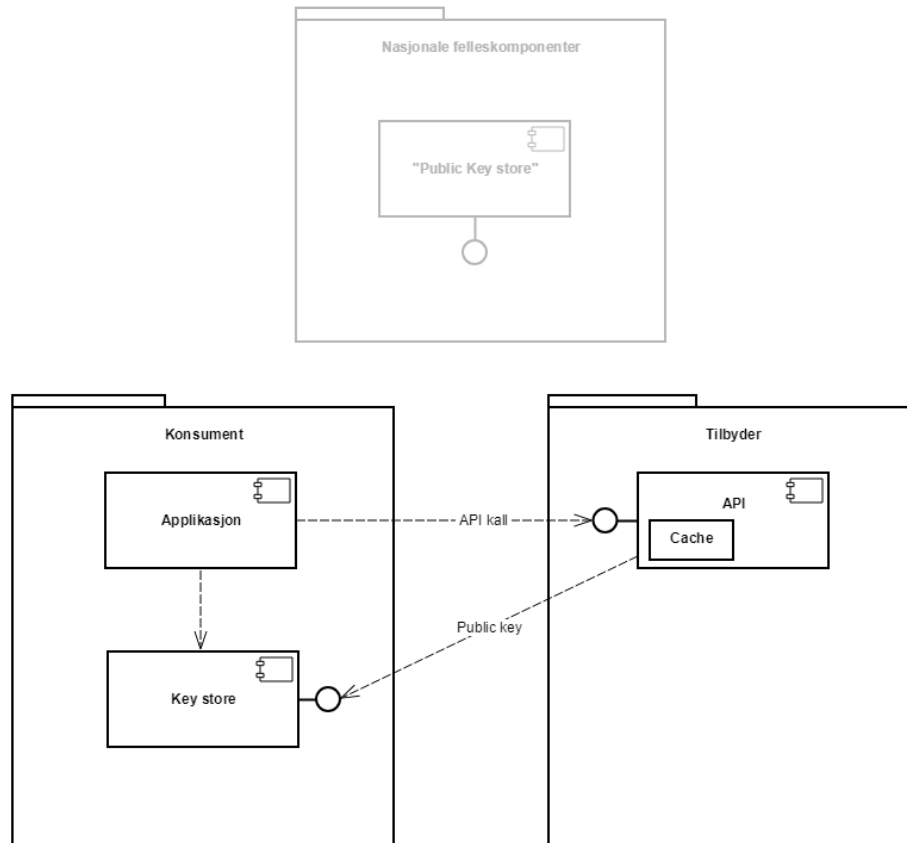 Nasjonale felleskomponenter
"Public Key store"
Konsument
Tilbyder
Applikasjon
API kall
API
Cache
Public key
Key store